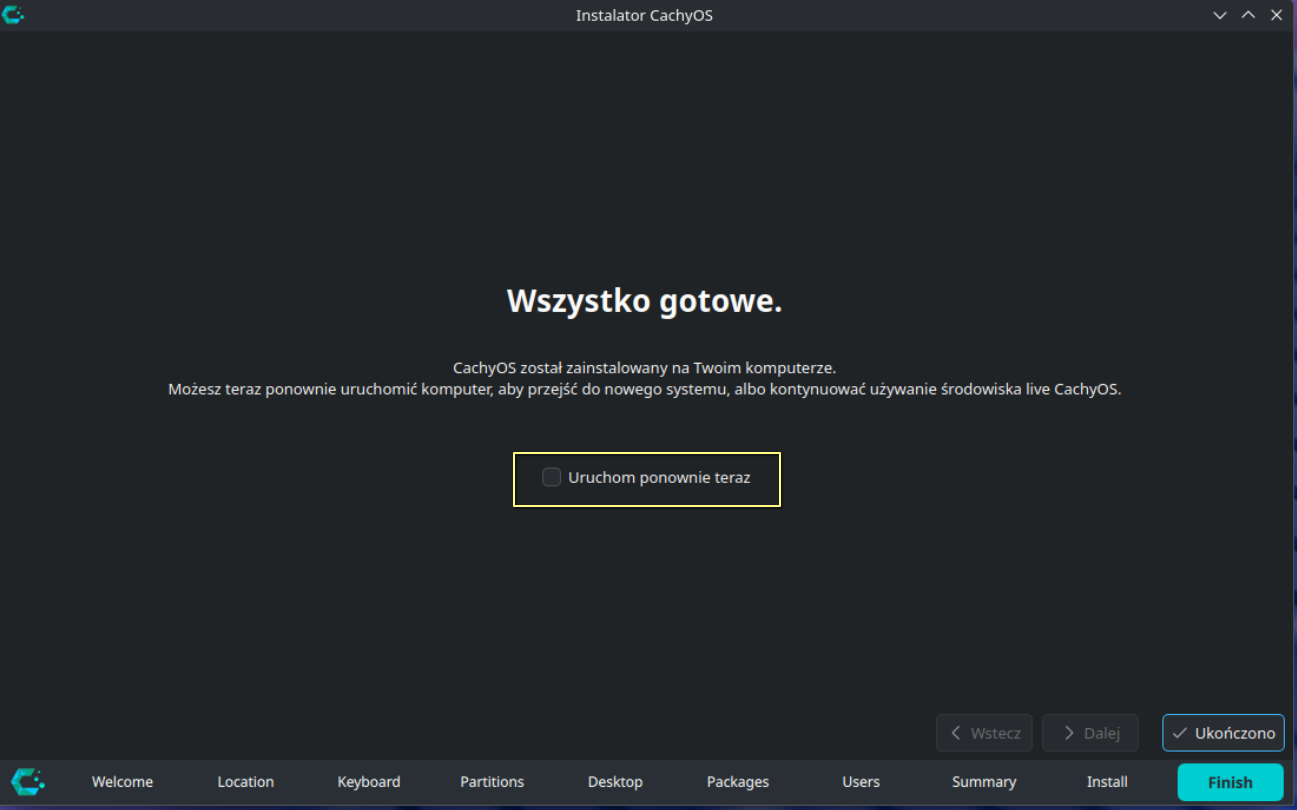 Instalator CachyOS
Wszystko gotowe.
CachyOS został zainstalowany na Twoim komputerze.
Możesz teraz ponownie uruchomić komputer, aby przejść do nowego systemu, albo kontynuować używanie środowiska live CachyOS.
Uruchom ponownie teraz
Wstecz Dalej Ukończono
Welcome Location Keyboard Partitions Desktop Packages Users Summary Install Finish